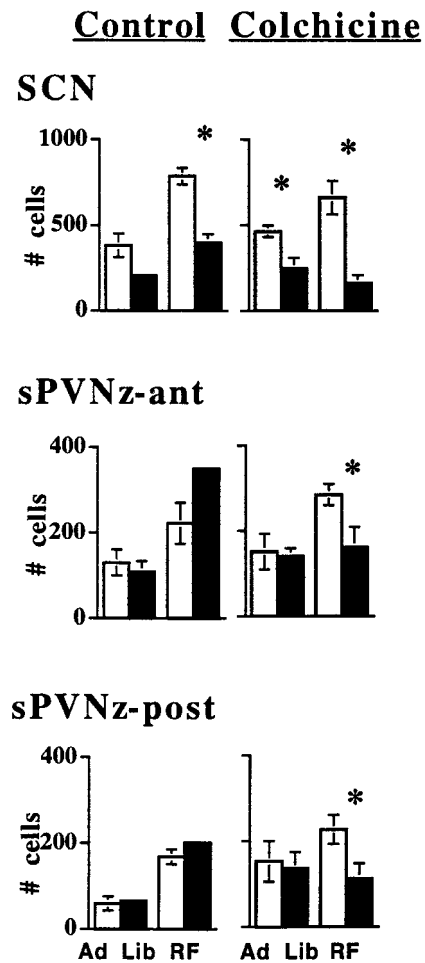 Control Colchicine
SCN
1000
500
0
# cells
* * *
sPVNz-ant
400
200
0
# cells
*
sPVNz-post
400
200
0
# cells
*
Ad Lib RF Ad Lib RF